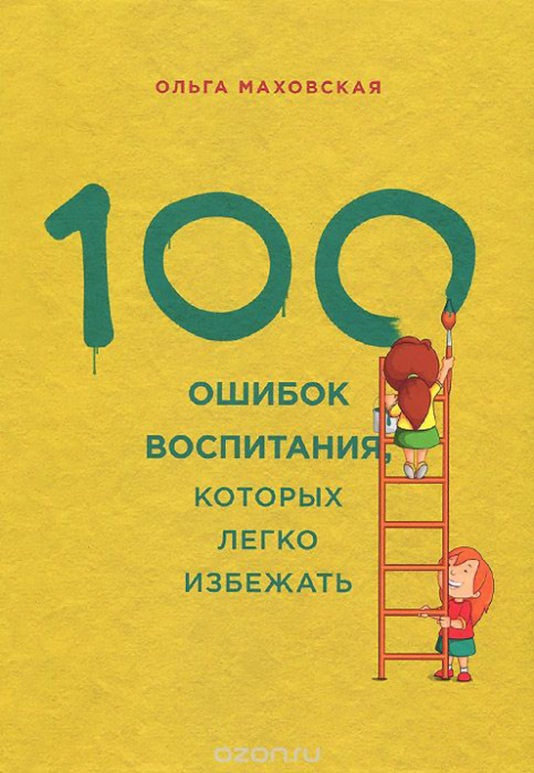 ОЛЬГА МАХОВСКАЯ
100
ОШИБОК
ВОСПИТАНИЯ,
КОТОРЫХ
ЛЕГКО
ИЗБЕЖАТЬ
ozon.ru